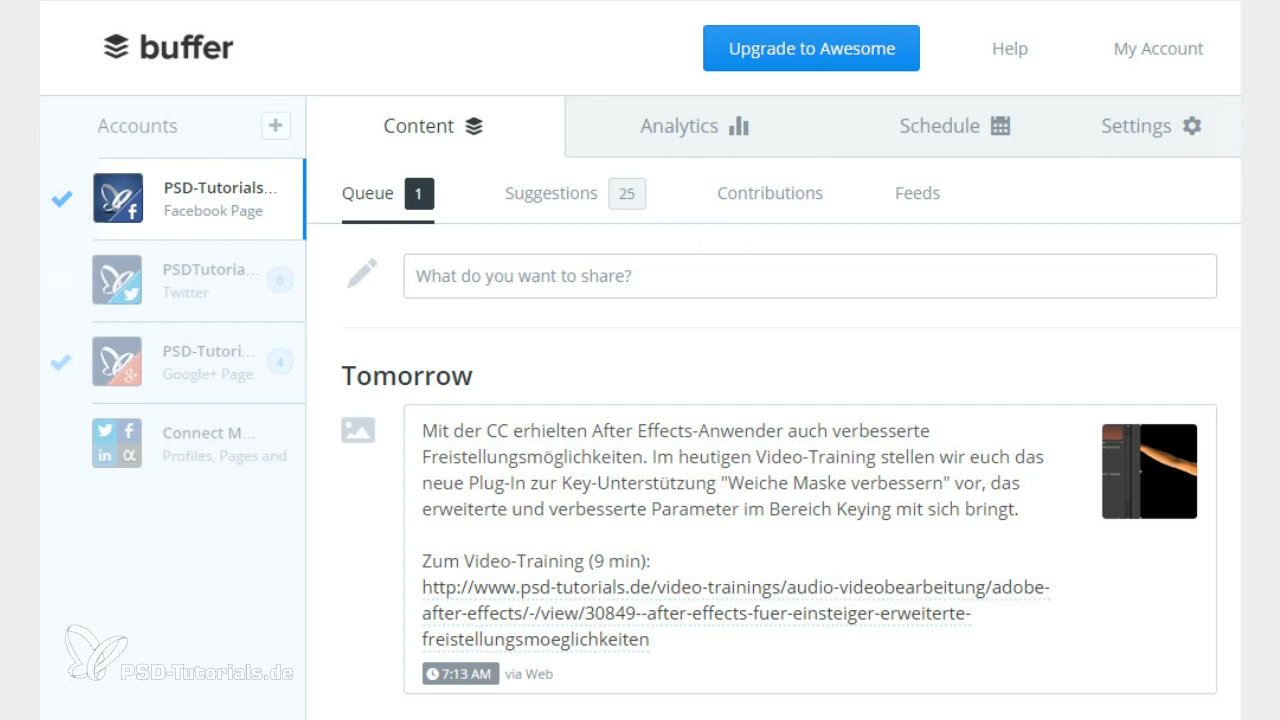 buffer
Upgrade to Awesome
Help
My Account
Accounts
+
Content
Analytics
Schedule
Settings
PSD-Tutorials...
Facebook Page
PSDTutoria...
Twitter
0
PSD-Tutori...
Google+ Page
4
Connect M...
Profiles, Pages and
Queue 1
Suggestions 25
Contributions
Feeds
What do you want to share?
Tomorrow
Mit der CC erhielten After Effects-Anwender auch verbesserte
Freistellungsmöglichkeiten. Im heutigen Video-Training stellen wir euch das
neue Plug-In zur Key-Unterstützung "Weiche Maske verbessern" vor, das
erweiterte und verbesserte Parameter im Bereich Keying mit sich bringt.
Zum Video-Training (9 min):
http://www.psd-tutorials.de/video-trainings/audio-videobearbeitung/adobe-
after-effects/-/view/30849--after-effects-fuer-einsteiger-erweiterte-
freistellungsmoeglichkeiten
7:13 AM via Web
PSD-Tutorials.de